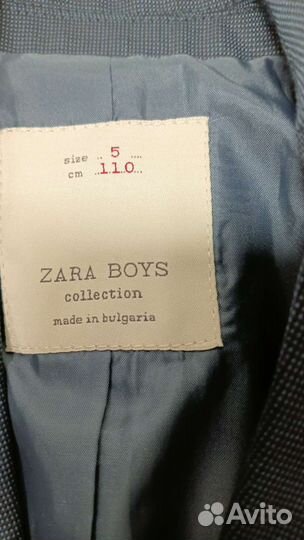 size .. 5 ....
cm ..110...
ZARA BOYS
collection
made in bulgaria
Avito